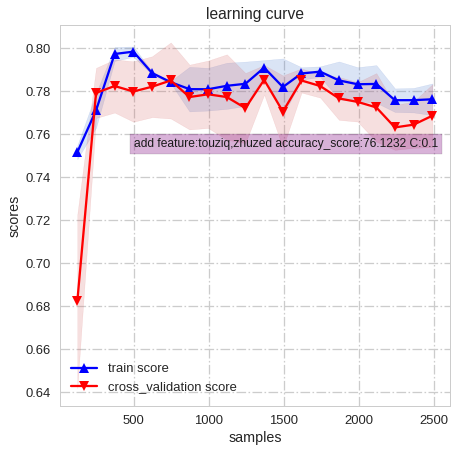 learning curve
0.80
0.78
0.76
0.74
0.72
0.70
0.68
0.66
0.64
scores
add feature:touziq,zhuzed accuracy_score:76.1232 C:0.1
train score
cross_validation score
500
1000
1500
2000
2500
samples